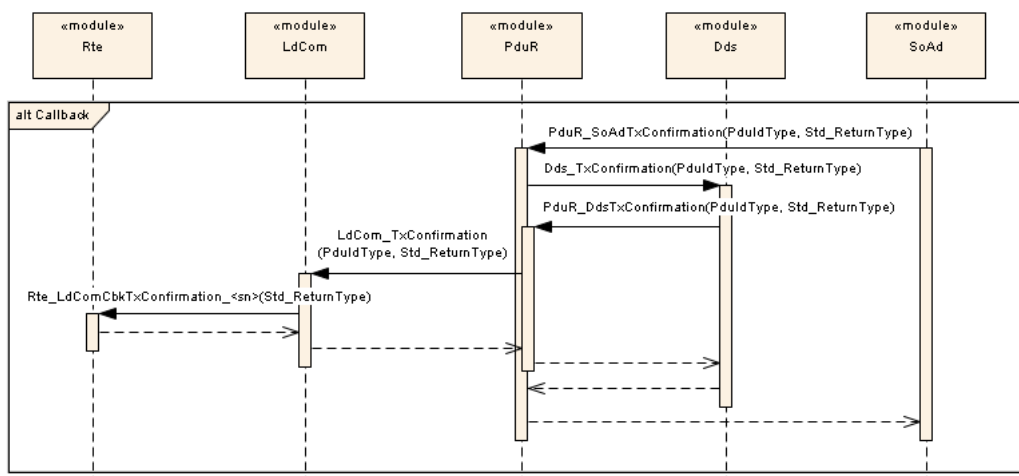 «module»
Rte
«module»
LdCom
«module»
PduR
«module»
Dds
«module»
SoAd
alt Callback
PduR_SoAdTxConfirmation(PduIdType, Std_ReturnType)
Dds_TxConfirmation(PduIdType, Std_ReturnType)
PduR_DdsTxConfirmation(PduIdType, Std_ReturnType)
LdCom_TxConfirmation
(PduIdType, Std_ReturnType)
Rte_LdComCbkTxConfirmation_<sn>(Std_ReturnType)